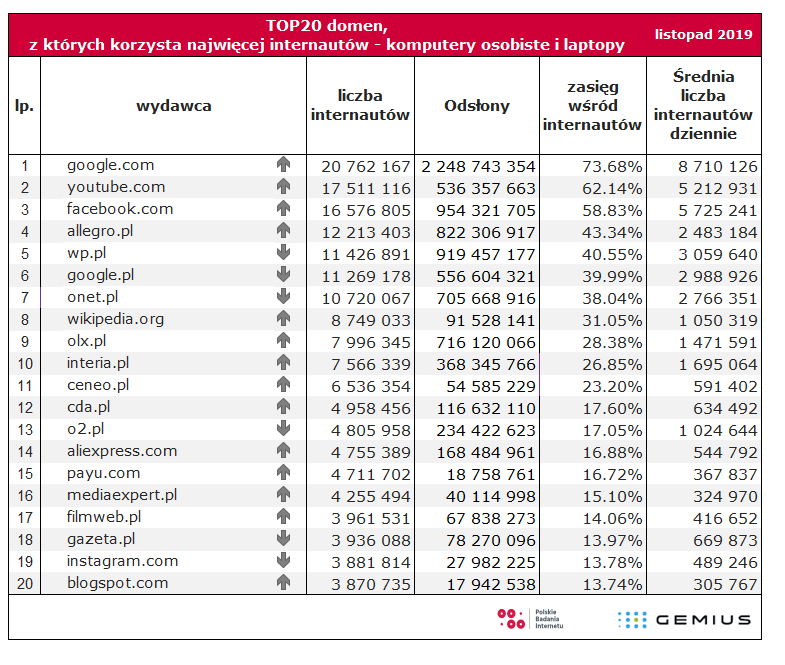 TOP20 domen,
z których korzysta najwięcej internautów - komputery osobiste i laptopy
listopad 2019
lp. wydawca liczba internautów Odsłony zasięg wśród internautów Średnia liczba internautów dziennie
1 google.com 20 762 167 2 248 743 354 73.68% 8 710 126
2 youtube.com 17 511 116 536 357 663 62.14% 5 212 931
3 facebook.com 16 576 805 954 321 705 58.83% 5 725 241
4 allegro.pl 12 213 403 822 306 917 43.34% 2 483 184
5 wp.pl 11 426 891 919 457 177 40.55% 3 059 640
6 google.pl 11 269 178 556 604 321 39.99% 2 988 926
7 onet.pl 10 720 067 705 668 916 38.04% 2 766 351
8 wikipedia.org 8 749 033 91 528 141 31.05% 1 050 319
9 olx.pl 7 996 345 716 120 066 28.38% 1 471 591
10 interia.pl 7 566 339 368 345 766 26.85% 1 695 064
11 ceneo.pl 6 536 354 54 585 229 23.20% 591 402
12 cda.pl 4 958 456 116 632 110 17.60% 634 492
13 o2.pl 4 805 958 234 422 623 17.05% 1 024 644
14 aliexpress.com 4 755 389 168 484 961 16.88% 544 792
15 payu.com 4 711 702 18 758 761 16.72% 367 837
16 mediaexpert.pl 4 255 494 40 114 998 15.10% 324 970
17 filmweb.pl 3 961 531 67 838 273 14.06% 416 652
18 gazeta.pl 3 936 088 78 270 096 13.97% 669 873
19 instagram.com 3 881 814 27 982 225 13.78% 489 246
20 blogspot.com 3 870 735 17 942 538 13.74% 305 767
Polskie
Badania
Internetu
GEMIUS